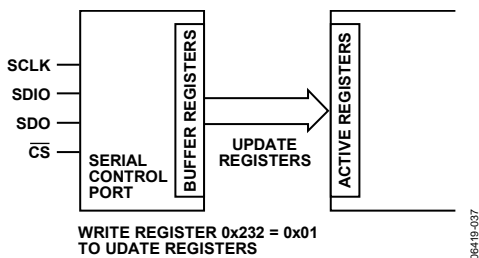 SCLK
SDIO
SDO
CS
SERIAL
CONTROL
PORT
BUFFER REGISTERS
UPDATE
REGISTERS
ACTIVE REGISTERS
WRITE REGISTER 0x232 = 0x01
TO UDATE REGISTERS
06419-037